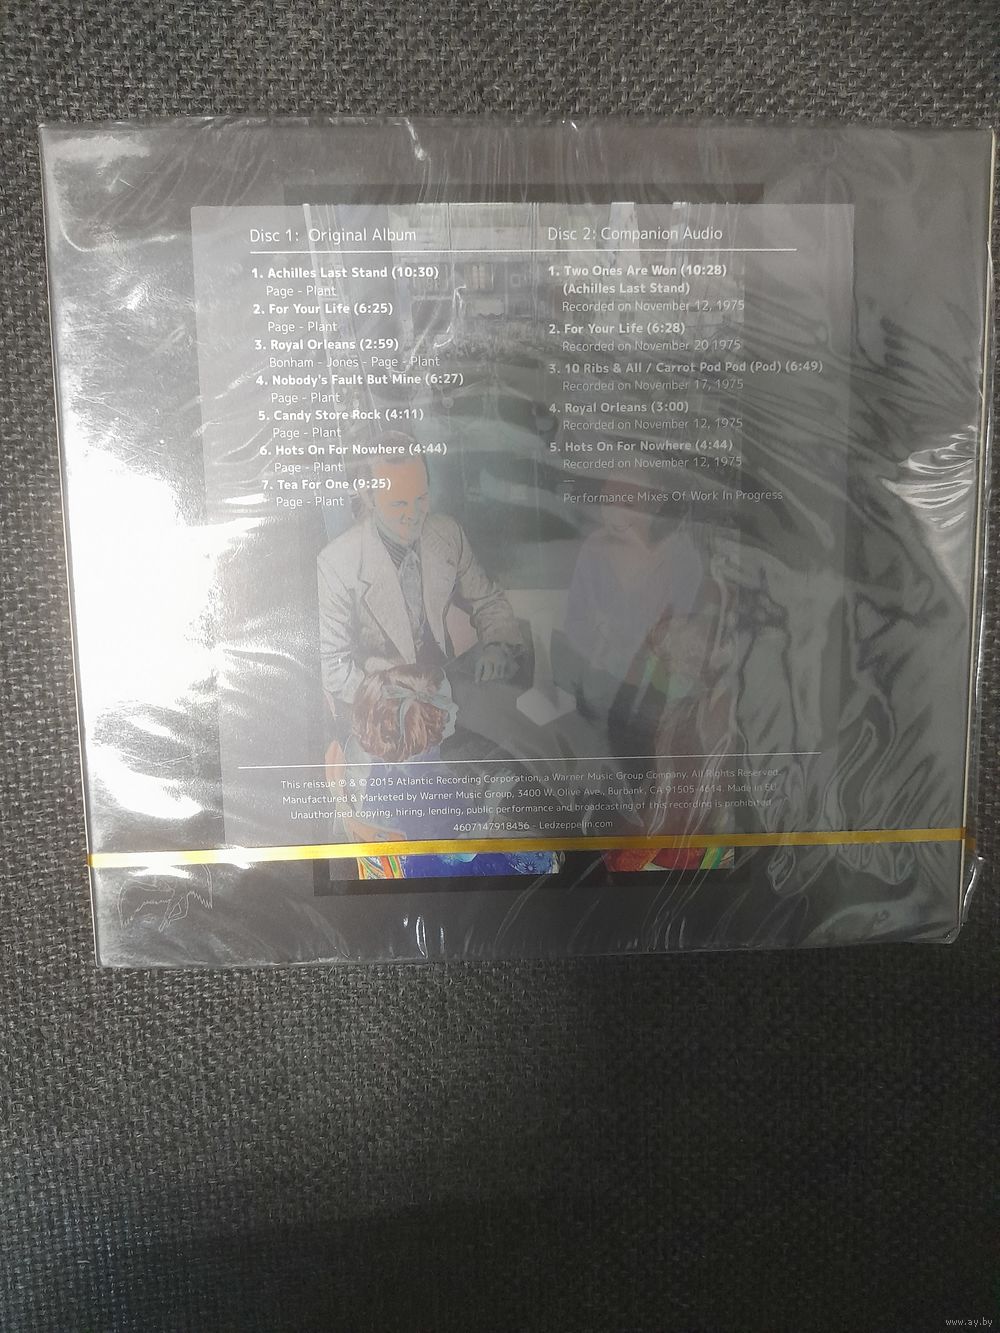 Disc 1: Original Album
1. Achilles Last Stand (10:30)
Page - Plant
2. For Your Life (6:25)
Page - Plant
3. Royal Orleans (2:59)
Bonham - Jones - Page - Plant
4. Nobody's Fault But Mine (6:27)
Page - Plant
5. Candy Store Rock (4:11)
Page - Plant
6. Hots On For Nowhere (4:44)
Page - Plant
7. Tea For One (9:25)
Page - Plant
Disc 2: Companion Audio
1. Two Ones Are Won (10:28)
(Achilles Last Stand)
Recorded on November 12, 1975
2. For Your Life (6:28)
Recorded on November 20 1975
3. 10 Ribs & All / Carrot Pod Pod (Pod) (6:49)
Recorded on November 17, 1975
4. Royal Orleans (3:00)
Recorded on November 12, 1975
5. Hots On For Nowhere (4:44)
Recorded on November 12, 1975
Performance Mixes Of Work In Progress
This reissue ℗ & © 2015 Atlantic Recording Corporation, a Warner Music Group Company. All Rights Reserved.
Manufactured & Marketed by Warner Music Group, 3400 W. Olive Ave., Burbank, CA 91505-4614. Made in EU
Unauthorised copying, hiring, lending, public performance and broadcasting of this recording is prohibited
4607147918456 - Ledzeppelin.com
www.ay.by